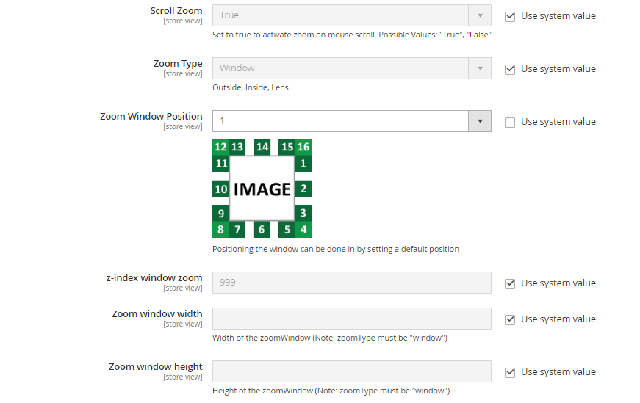 Scroll Zoom
[store view]
True
Use system value
Set to true to activate zoom on mouse scroll. Possible Values: "True", "False"
Zoom Type
[store view]
Window
Use system value
Outside, Inside, Lens
Zoom Window Position
[store view]
1
Use system value
12 13 14 15 16
11 1
10 IMAGE 2
9 3
8 7 6 5 4
Positioning the window can be done in by setting a default position
z-index window zoom
[store view]
999
Use system value
Zoom window width
[store view]
Use system value
Width of the zoomWindow (Note: zoomType must be "window")
Zoom window height
[store view]
Use system value
Height of the zoomWindow (Note: zoomType must be "window")